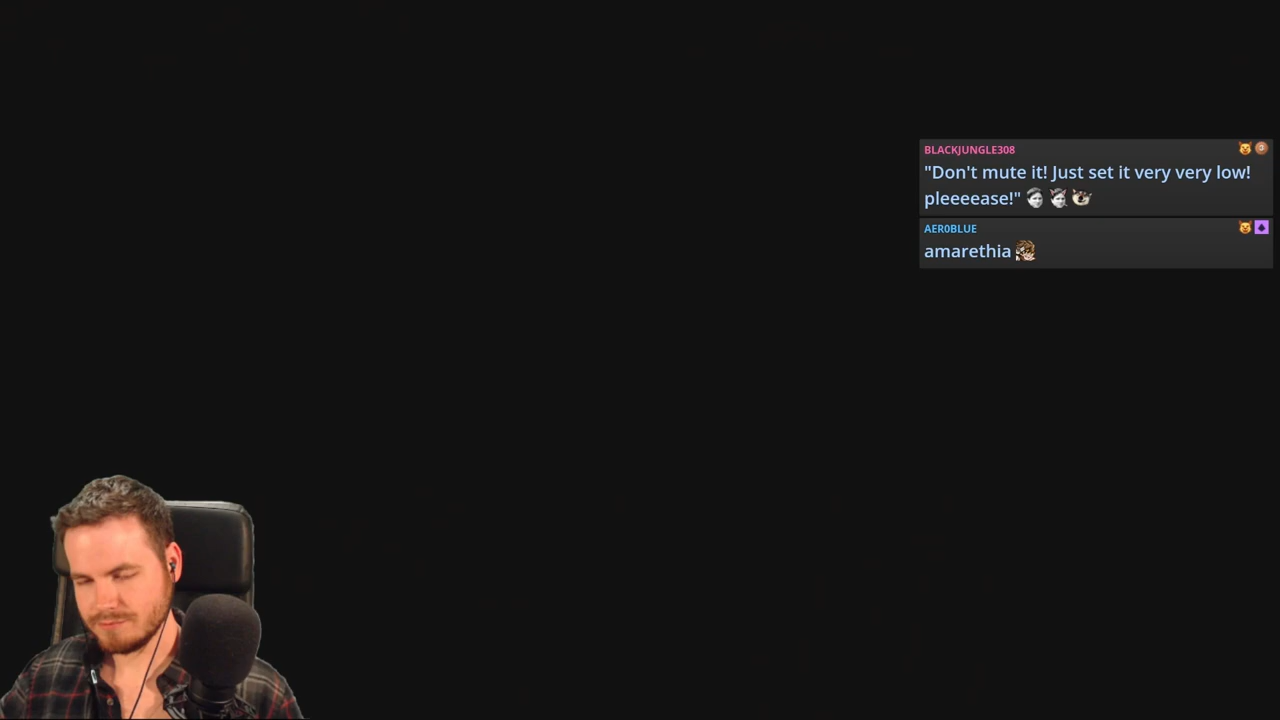 BLACKJUNGLE308
"Don't mute it! Just set it very very low!
pleeeease!"
AER0BLUE
amarethia